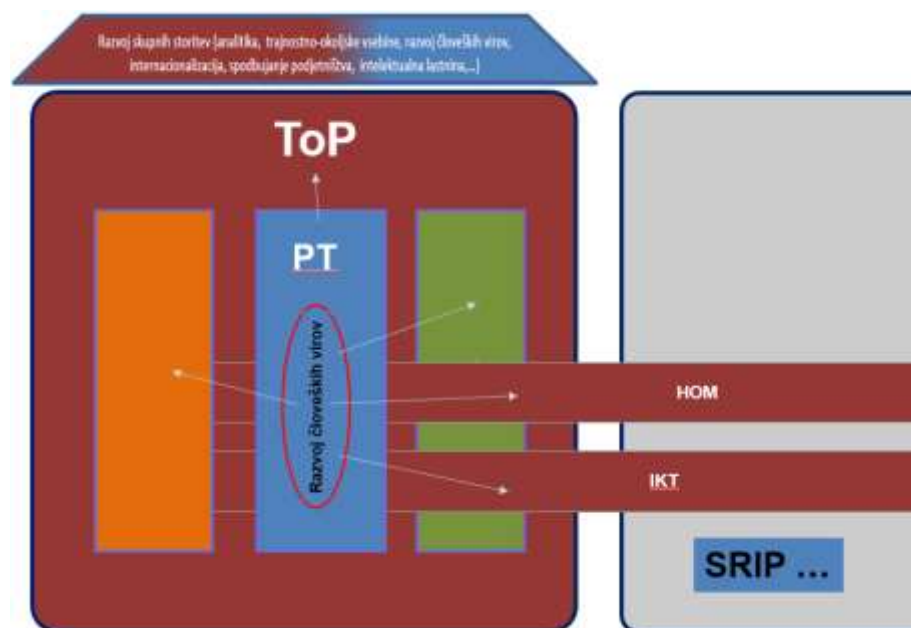 Razvoj skupnih storitev (analitika, trajnostno-okoljske vsebine, razvoj človeških virov,
internacionalizacija, spodbujanje podjetništva, intelektualna lastnina,...)
ToP
PT
Razvoj človeških virov
HOM
IKT
SRIP ...